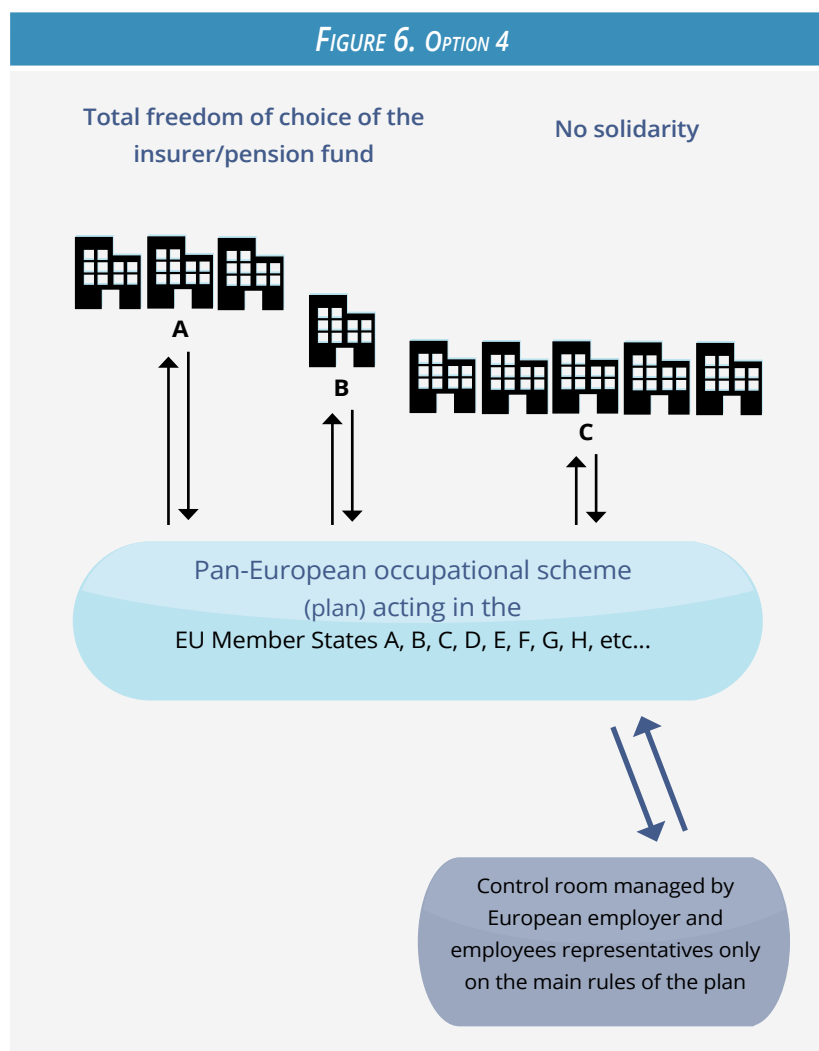 FIGURE 6. OPTION 4
Total freedom of choice of the
insurer/pension fund
No solidarity
A
B
C
Pan-European occupational scheme
(plan) acting in the
EU Member States A, B, C, D, E, F, G, H, etc...
Control room managed by
European employer and
employees representatives only
on the main rules of the plan